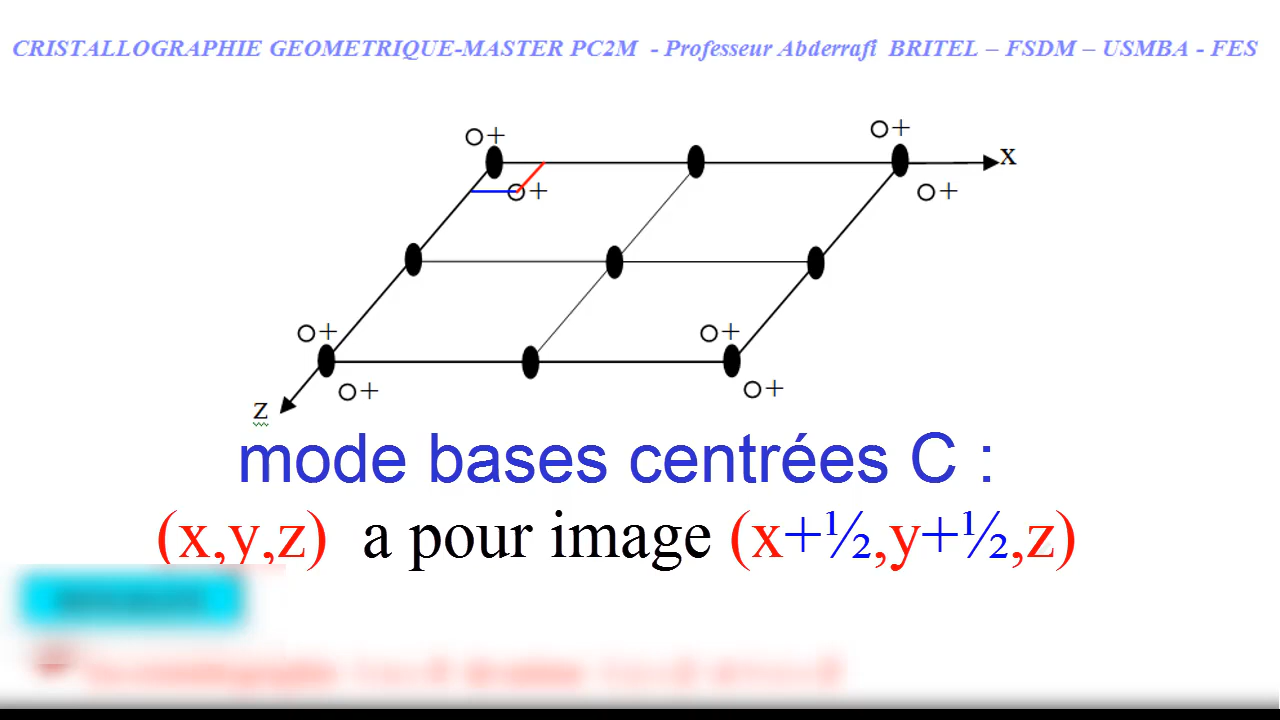 CRISTALLOGRAPHIE GEOMETRIQUE-MASTER PC2M - Professeur Abderrafi BRITEL – FSDM – USMBA - FES
+ +
x
+ +
+ +
+ +
z
mode bases centrées C :
(x,y,z) a pour image (x+½,y+½,z)